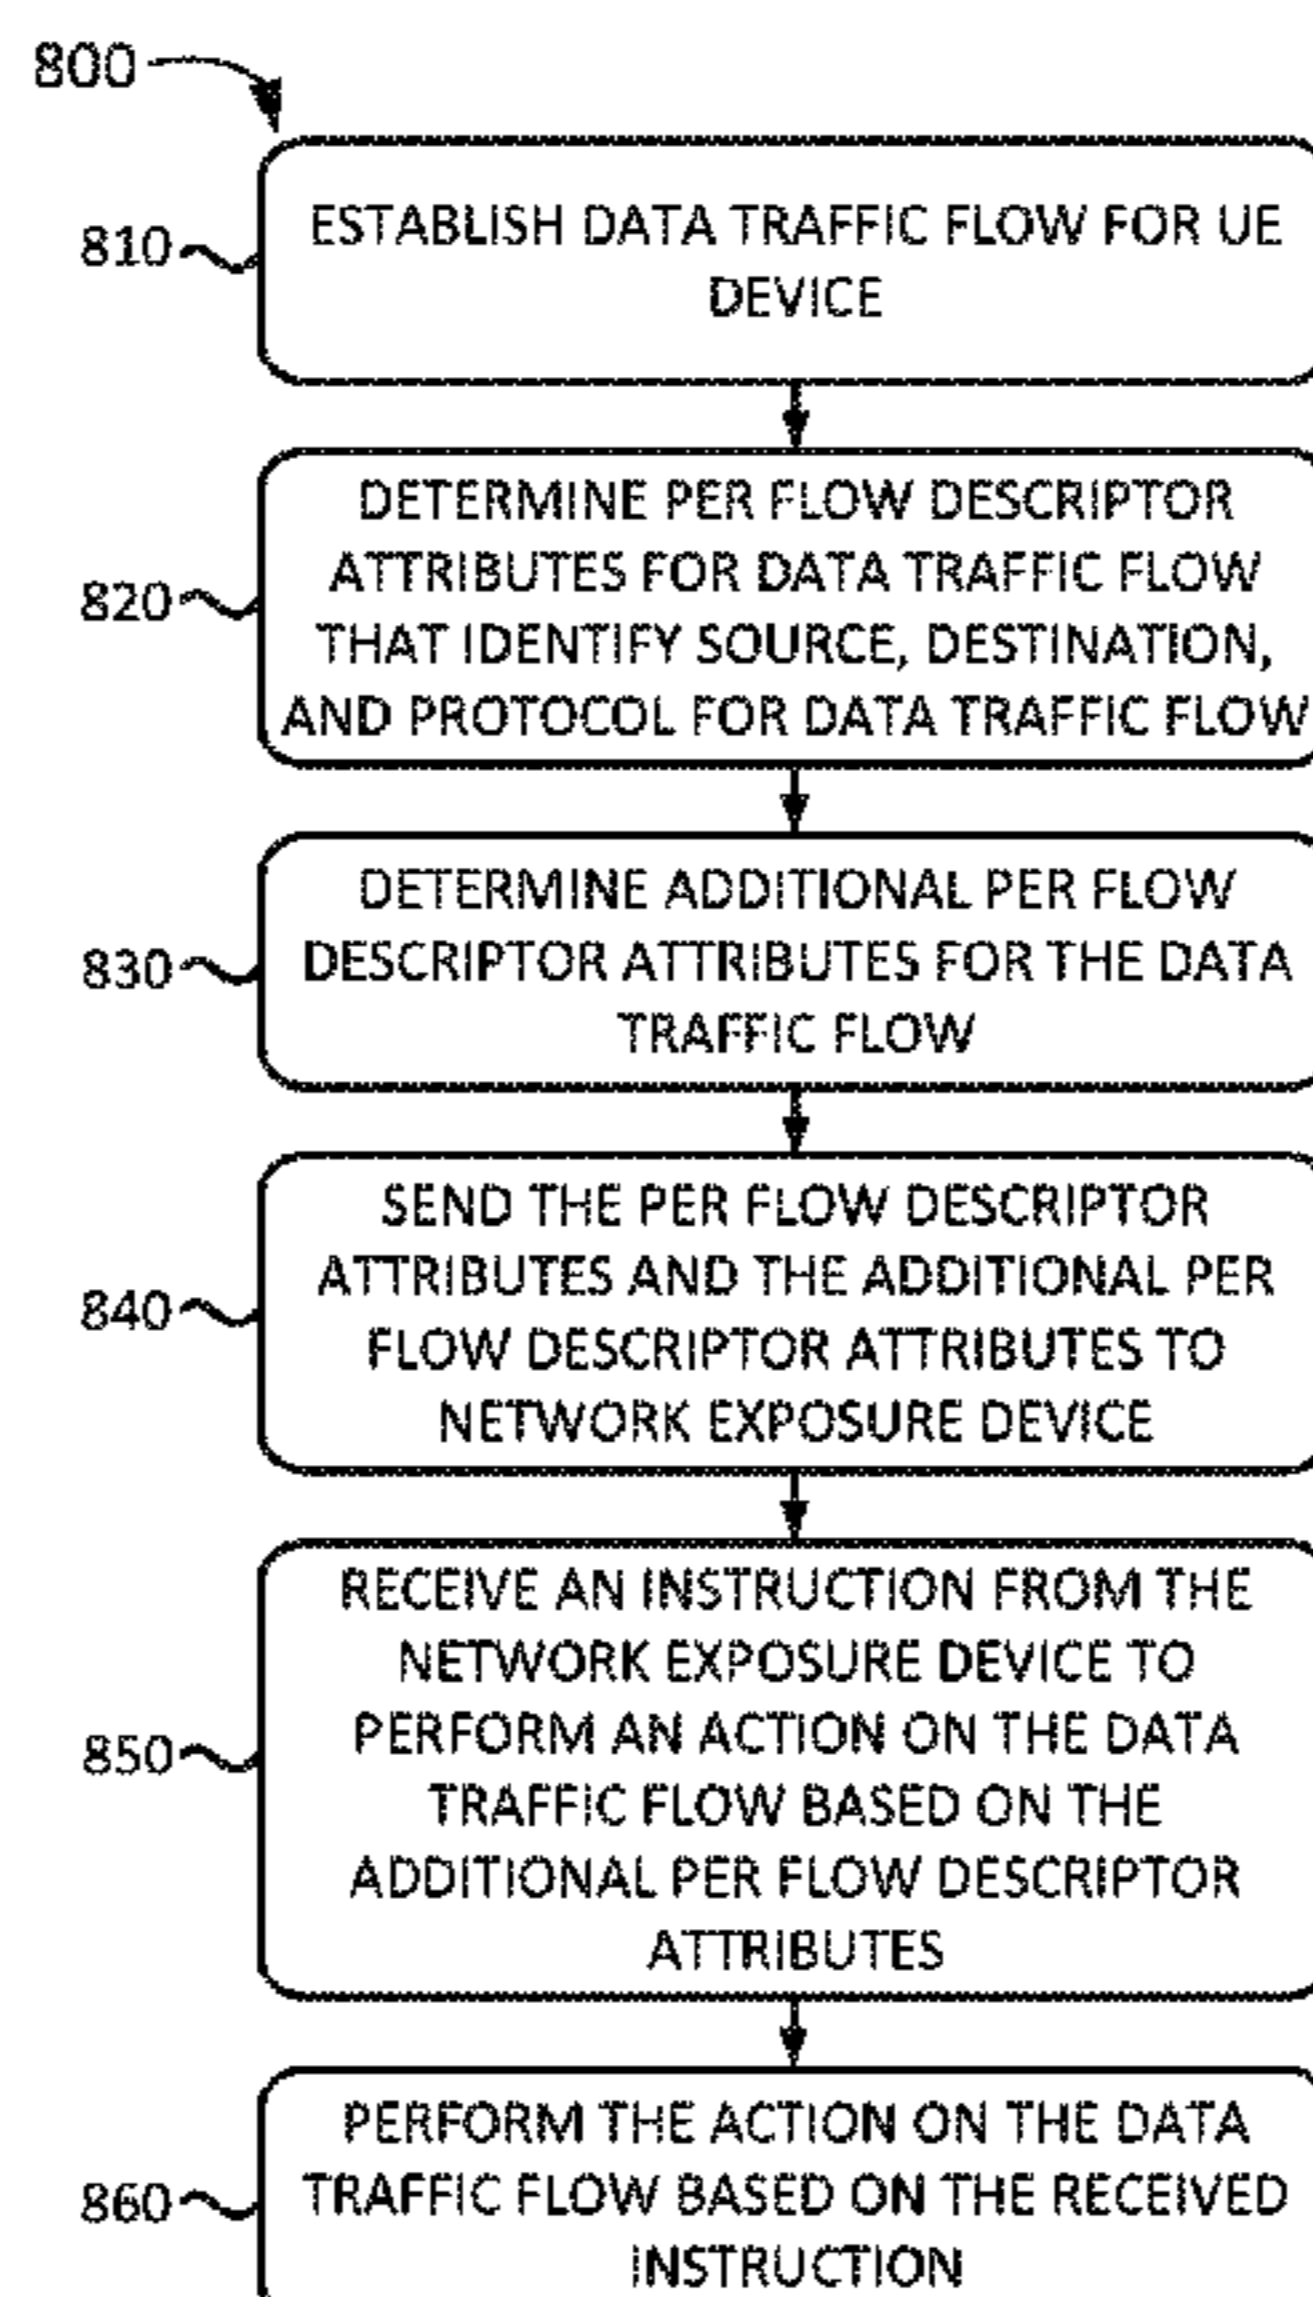 800
810
ESTABLISH DATA TRAFFIC FLOW FOR UE
DEVICE
820
DETERMINE PER FLOW DESCRIPTOR
ATTRIBUTES FOR DATA TRAFFIC FLOW
THAT IDENTIFY SOURCE, DESTINATION,
AND PROTOCOL FOR DATA TRAFFIC FLOW
830
DETERMINE ADDITIONAL PER FLOW
DESCRIPTOR ATTRIBUTES FOR THE DATA
TRAFFIC FLOW
840
SEND THE PER FLOW DESCRIPTOR
ATTRIBUTES AND THE ADDITIONAL PER
FLOW DESCRIPTOR ATTRIBUTES TO
NETWORK EXPOSURE DEVICE
850
RECEIVE AN INSTRUCTION FROM THE
NETWORK EXPOSURE DEVICE TO
PERFORM AN ACTION ON THE DATA
TRAFFIC FLOW BASED ON THE
ADDITIONAL PER FLOW DESCRIPTOR
ATTRIBUTES
860
PERFORM THE ACTION ON THE DATA
TRAFFIC FLOW BASED ON THE RECEIVED
INSTRUCTION